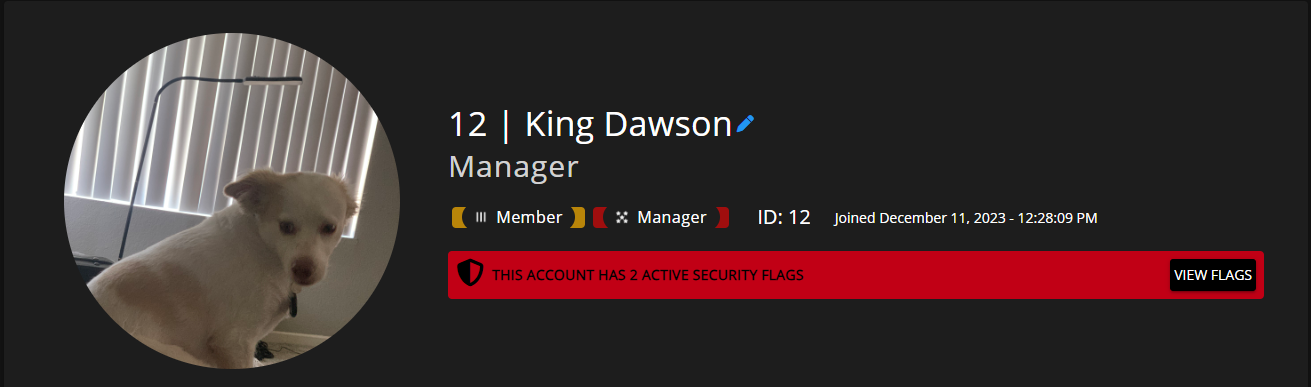 12 | King Dawson
Manager
Member Manager ID: 12 Joined December 11, 2023 - 12:28:09 PM
THIS ACCOUNT HAS 2 ACTIVE SECURITY FLAGS VIEW FLAGS